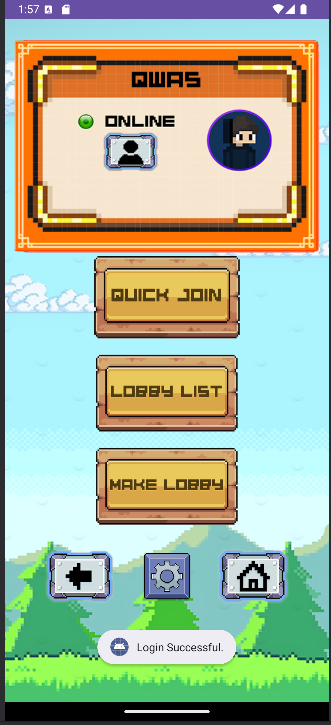 1:57
QWAS
ONLINE
QUICK JOIN
LOBBY LIST
MAKE LOBBY
Login Successful.